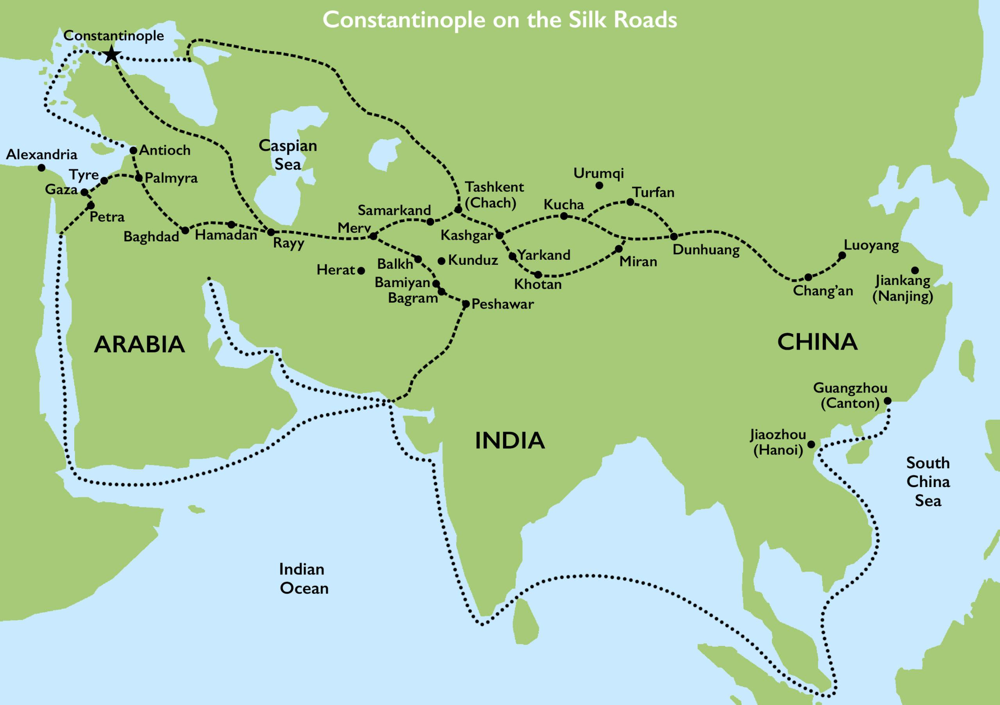 Constantinople on the Silk Roads
Constantinople
Caspian
Sea
Alexandria
Antioch
Tyre
Palmyra
Gaza
Petra
Baghdad
Hamadan
Rayy
Merv
Samarkand
Tashkent
(Chach)
Urumqi
Turfan
Kucha
Kashgar
Yarkand
Khotan
Miran
Dunhuang
Luoyang
Chang'an
Jiankang
(Nanjing)
Herat
Balkh
Kunduz
Bamiyan
Bagram
Peshawar
ARABIA
CHINA
INDIA
Guangzhou
(Canton)
Jiaozhou
(Hanoi)
South
China
Sea
Indian
Ocean